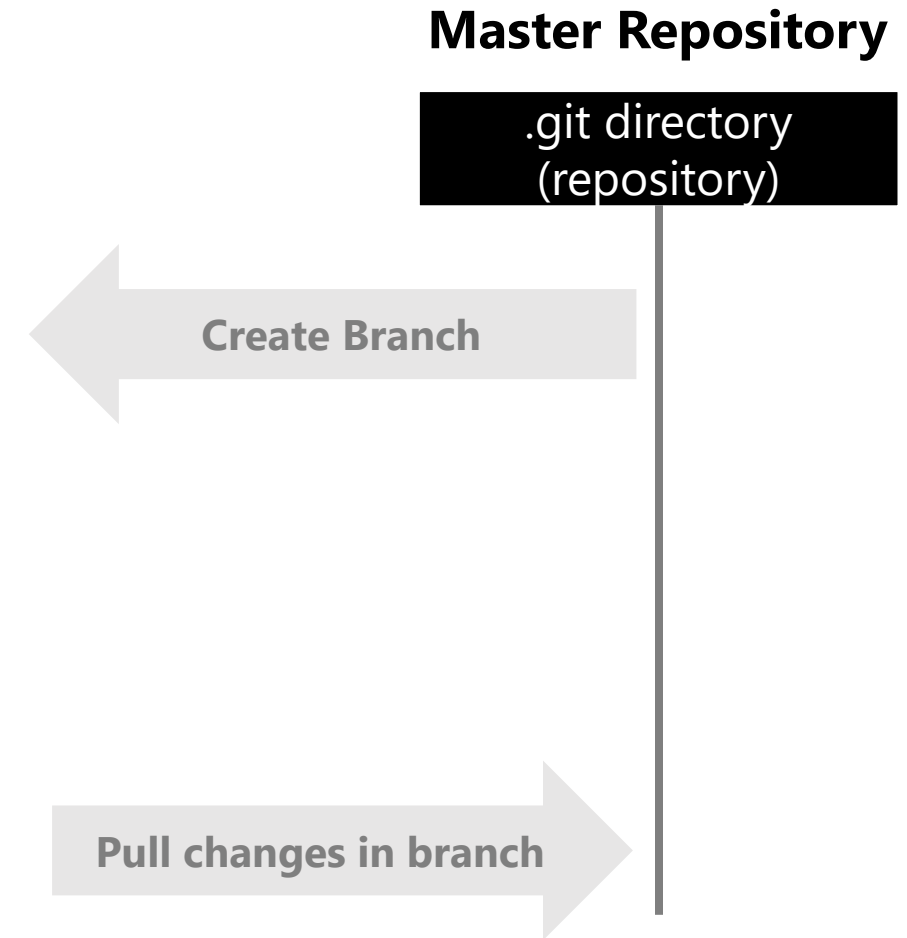 Master Repository
.git directory
(repository)
Create Branch
Pull changes in branch